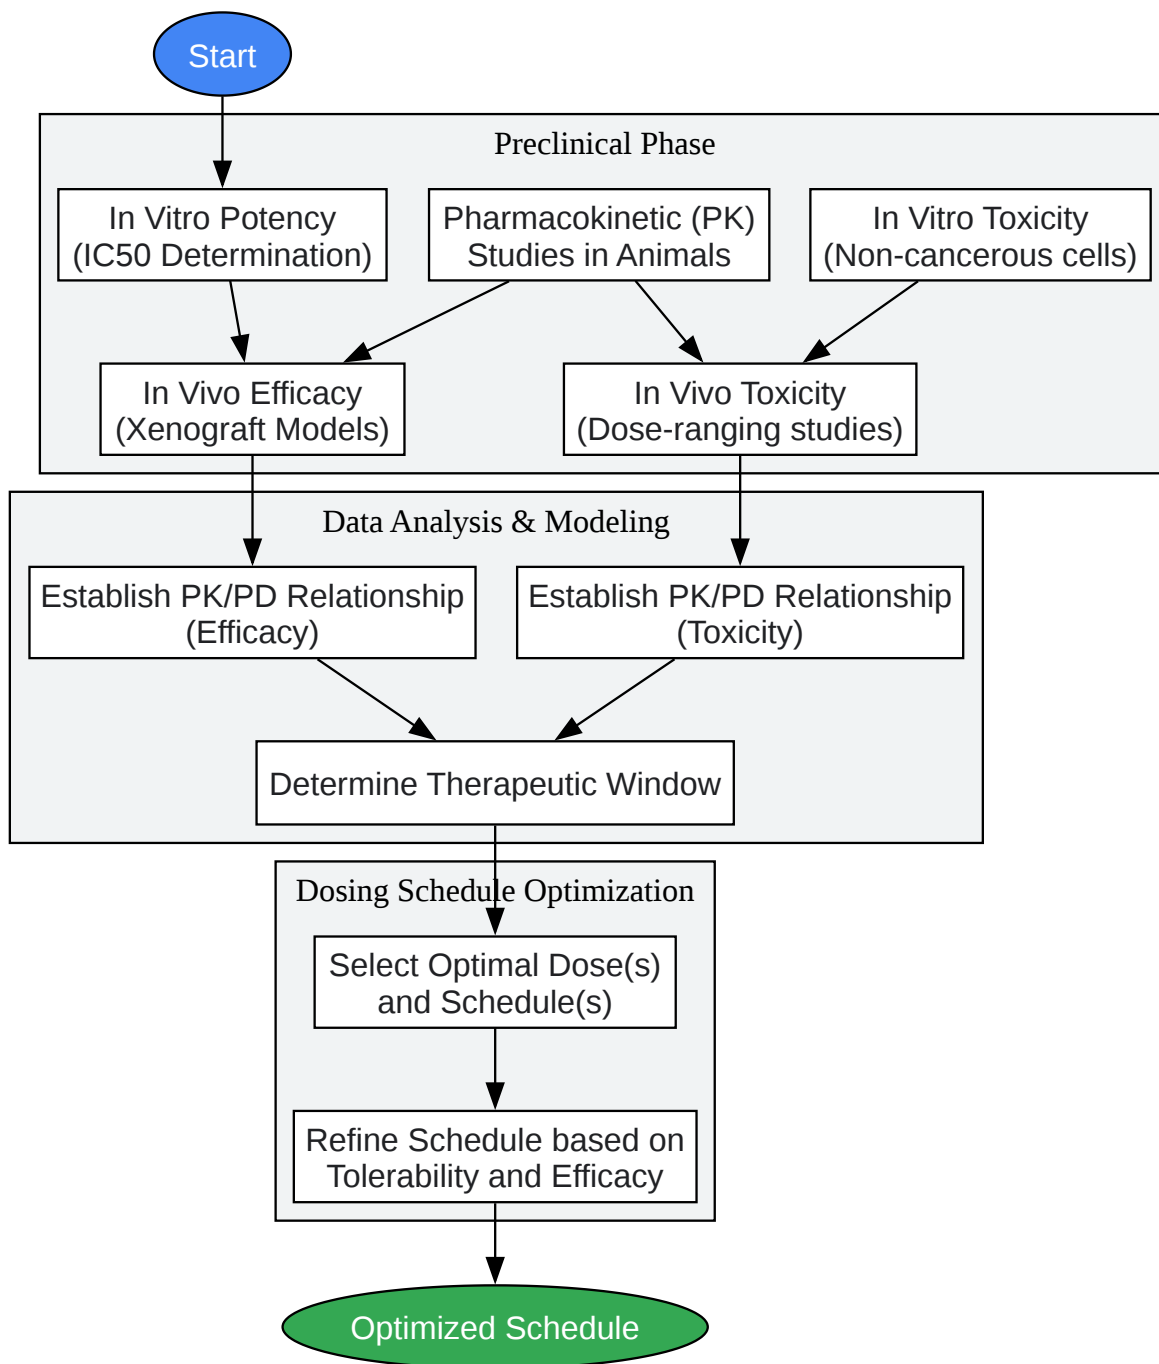 Start
Preclinical Phase
In Vitro Potency
(IC50 Determination)
Pharmacokinetic (PK)
Studies in Animals
In Vitro Toxicity
(Non-cancerous cells)
In Vivo Efficacy
(Xenograft Models)
In Vivo Toxicity
(Dose-ranging studies)
Data Analysis & Modeling
Establish PK/PD Relationship
(Efficacy)
Establish PK/PD Relationship
(Toxicity)
Determine Therapeutic Window
Dosing Schedule Optimization
Select Optimal Dose(s)
and Schedule(s)
Refine Schedule based on
Tolerability and Efficacy
Optimized Schedule